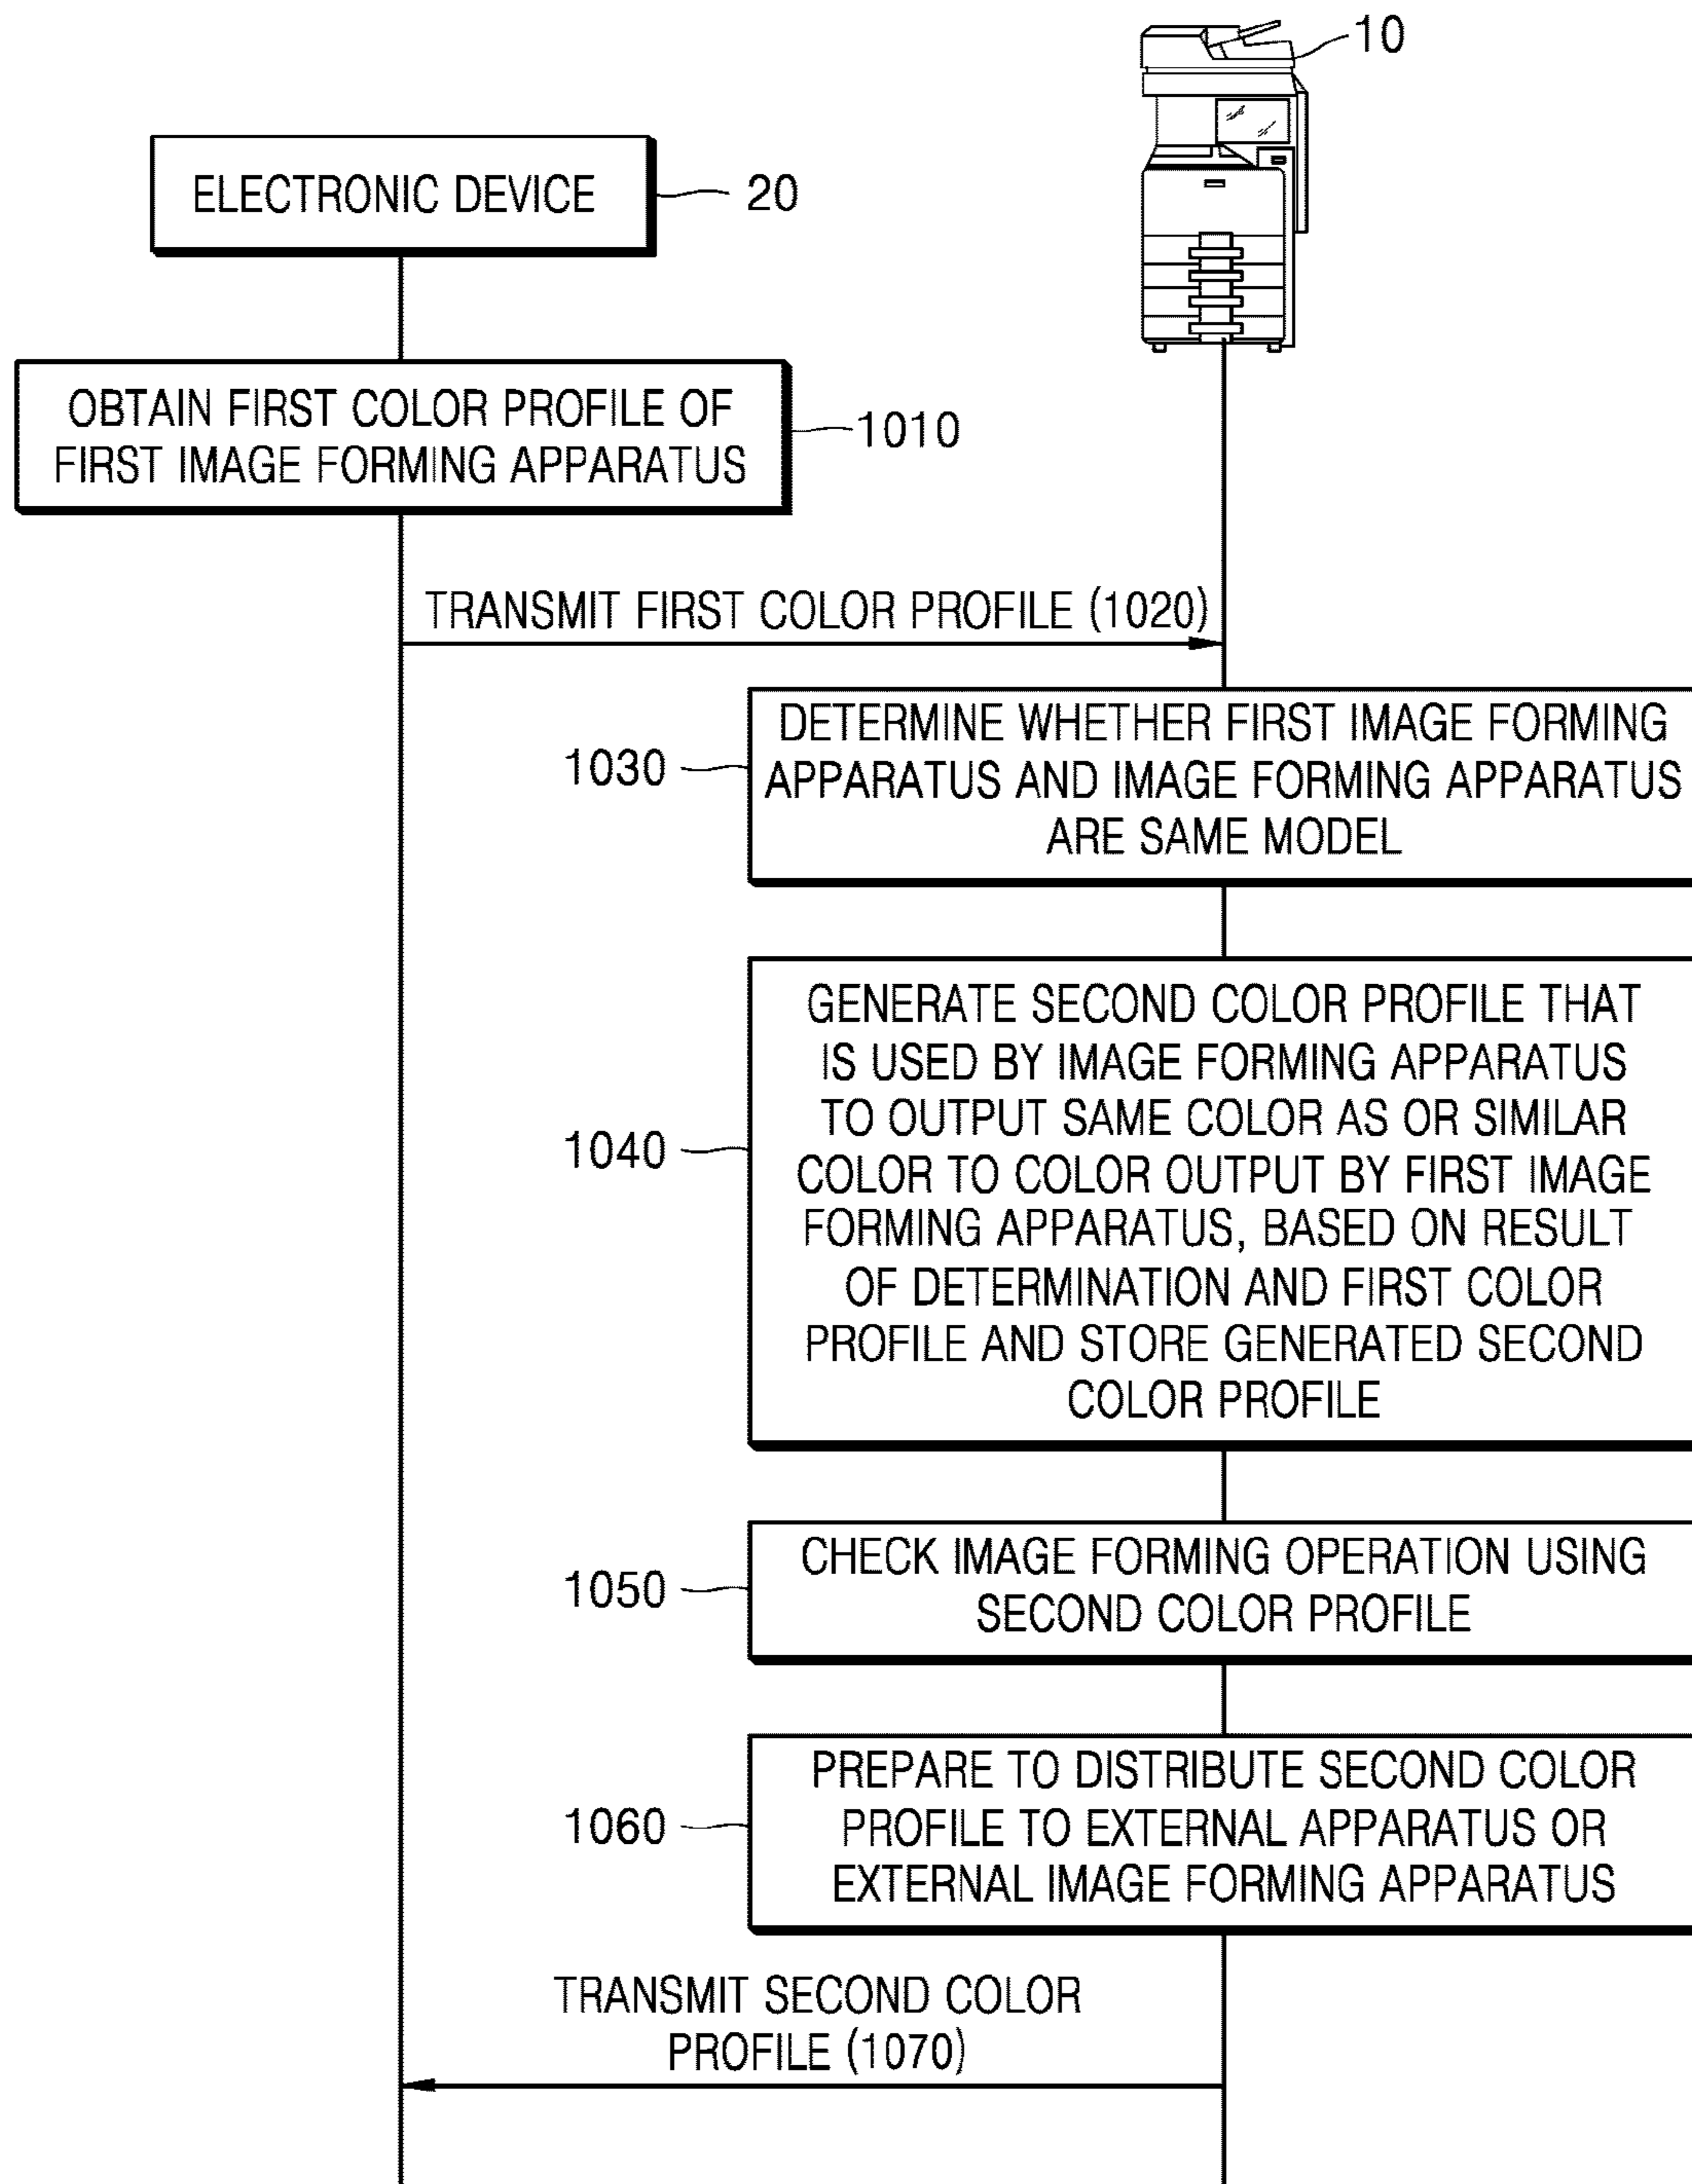 10
ELECTRONIC DEVICE
20
OBTAIN FIRST COLOR PROFILE OF
FIRST IMAGE FORMING APPARATUS
1010
TRANSMIT FIRST COLOR PROFILE (1020)
DETERMINE WHETHER FIRST IMAGE FORMING
APPARATUS AND IMAGE FORMING APPARATUS
ARE SAME MODEL
1030
GENERATE SECOND COLOR PROFILE THAT
IS USED BY IMAGE FORMING APPARATUS
TO OUTPUT SAME COLOR AS OR SIMILAR
COLOR TO COLOR OUTPUT BY FIRST IMAGE
FORMING APPARATUS, BASED ON RESULT
OF DETERMINATION AND FIRST COLOR
PROFILE AND STORE GENERATED SECOND
COLOR PROFILE
1040
CHECK IMAGE FORMING OPERATION USING
SECOND COLOR PROFILE
1050
PREPARE TO DISTRIBUTE SECOND COLOR
PROFILE TO EXTERNAL APPARATUS OR
EXTERNAL IMAGE FORMING APPARATUS
1060
TRANSMIT SECOND COLOR
PROFILE (1070)